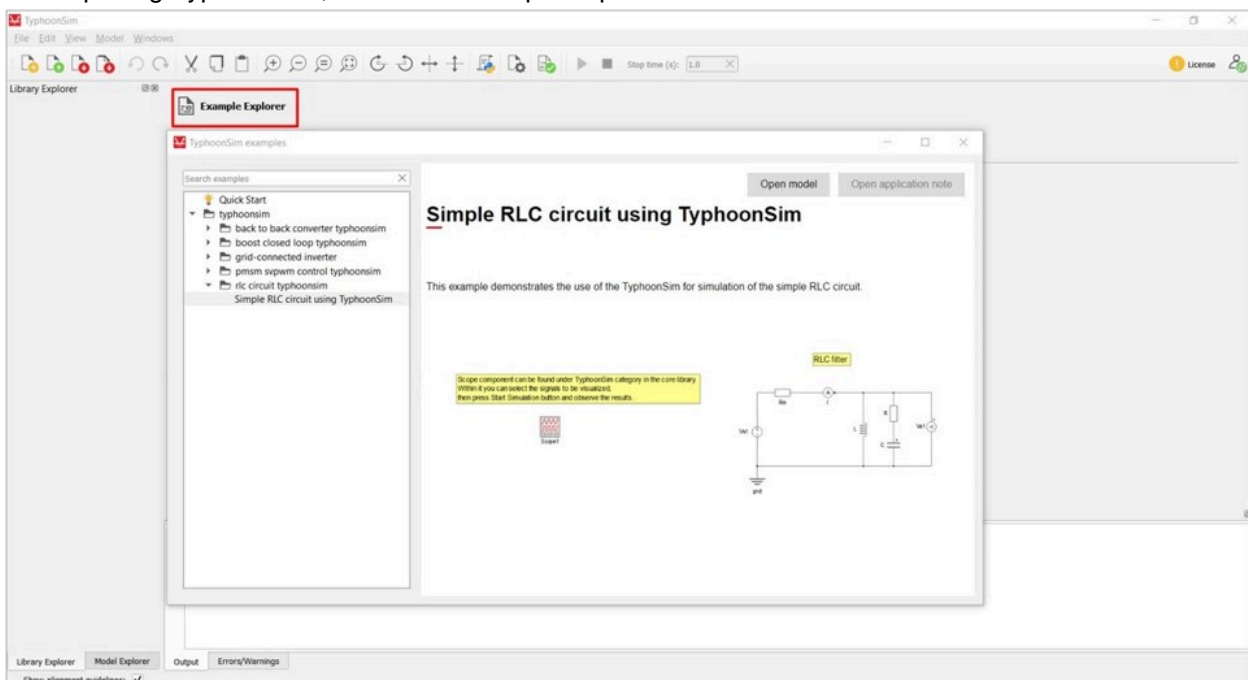 TyphoonSim
File Edit View Model Windows
Stop time (s): 1.0
License
Library Explorer
Example Explorer
TyphoonSim examples
Search examples
Open model
Open application note
Quick Start
typhoonsim
back to back converter typhoonsim
boost closed loop typhoonsim
grid-connected inverter
pmsm svpwm control typhoonsim
rlc circuit typhoonsim
Simple RLC circuit using TyphoonSim
Simple RLC circuit using TyphoonSim
This example demonstrates the use of the TyphoonSim for simulation of the simple RLC circuit.
RLC filter
Scope component can be found under TyphoonSim category in the core library
Within it you can select the signals to be visualized,
then press Start Simulation button and observe the results.
Scope1
I
L
R
C
gnd
Library Explorer
Model Explorer
Output
Errors/Warnings
Show alignment guidelines: